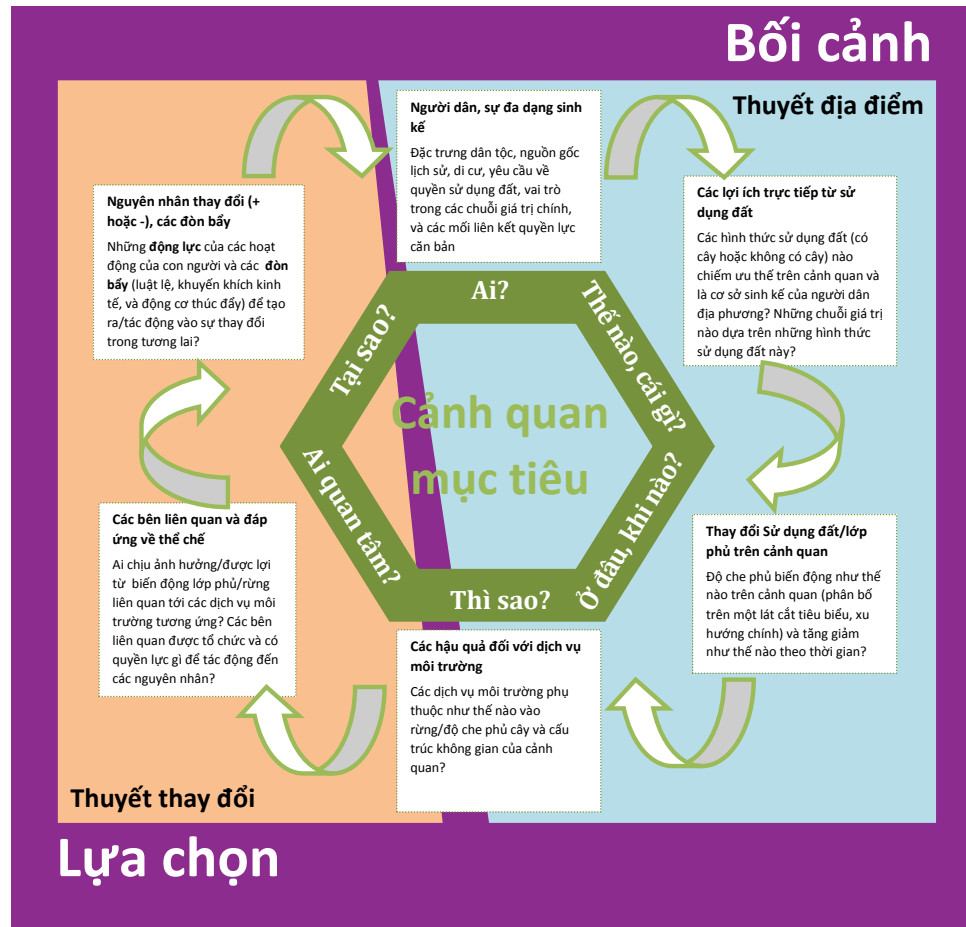 Bối cảnh
Thuyết địa điểm
Người dân, sự đa dạng sinh
kế
Đặc trưng dân tộc, nguồn gốc
lịch sử, di cư, yêu cầu về
quyền sử dụng đất, vai trò
trong các chuỗi giá trị chính,
và các mối liên kết quyền lực
căn bản
Các lợi ích trực tiếp từ sử
dụng đất
Các hình thức sử dụng đất (có
cây hoặc không có cây) nào
chiếm ưu thế trên cảnh quan và
là cơ sở sinh kế của người dân
địa phương? Những chuỗi giá trị
nào dựa trên những hình thức
sử dụng đất này?
Nguyên nhân thay đổi (+
hoặc -), các đòn bẩy
Những động lực của các hoạt
động của con người và các đòn
bẩy (luật lệ, khuyến khích kinh
tế, và động cơ thúc đẩy) để tạo
ra/tác động vào sự thay đổi
trong tương lai?
Ai?
Thế nào, cái gì?
Tại sao?
Cảnh quan
mục tiêu
Ai quan tâm?
Ở đâu, khi nào?
Thì sao?
Các bên liên quan và đáp
ứng về thể chế
Ai chịu ảnh hưởng/được lợi
từ biến động lớp phủ/rừng
liên quan tới các dịch vụ môi
trường tương ứng? Các bên
liên quan được tổ chức và có
quyền lực gì để tác động đến
các nguyên nhân?
Thay đổi Sử dụng đất/lớp
phủ trên cảnh quan
Độ che phủ biến động như thế
nào trên cảnh quan (phân bố
trên một lát cắt tiêu biểu, xu
hướng chính) và tăng giảm
như thế nào theo thời gian?
Các hậu quả đối với dịch vụ
môi trường
Các dịch vụ môi trường phụ
thuộc như thế nào vào
rừng/độ che phủ cây và cấu
trúc không gian của cảnh
quan?
Thuyết thay đổi
Lựa chọn